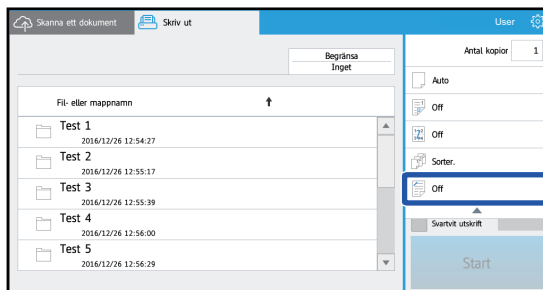 Skanna ett dokument
Skriv ut
User
Begränsa
Inget
Antal kopior 1
Fil- eller mappnamn
Test 1
2016/12/26 12:54:27
Test 2
2016/12/26 12:55:17
Test 3
2016/12/26 12:55:39
Test 4
2016/12/26 12:56:00
Test 5
2016/12/26 12:56:29
Auto
Off
Off
Sorter.
Off
Svartvit utskrift
Start